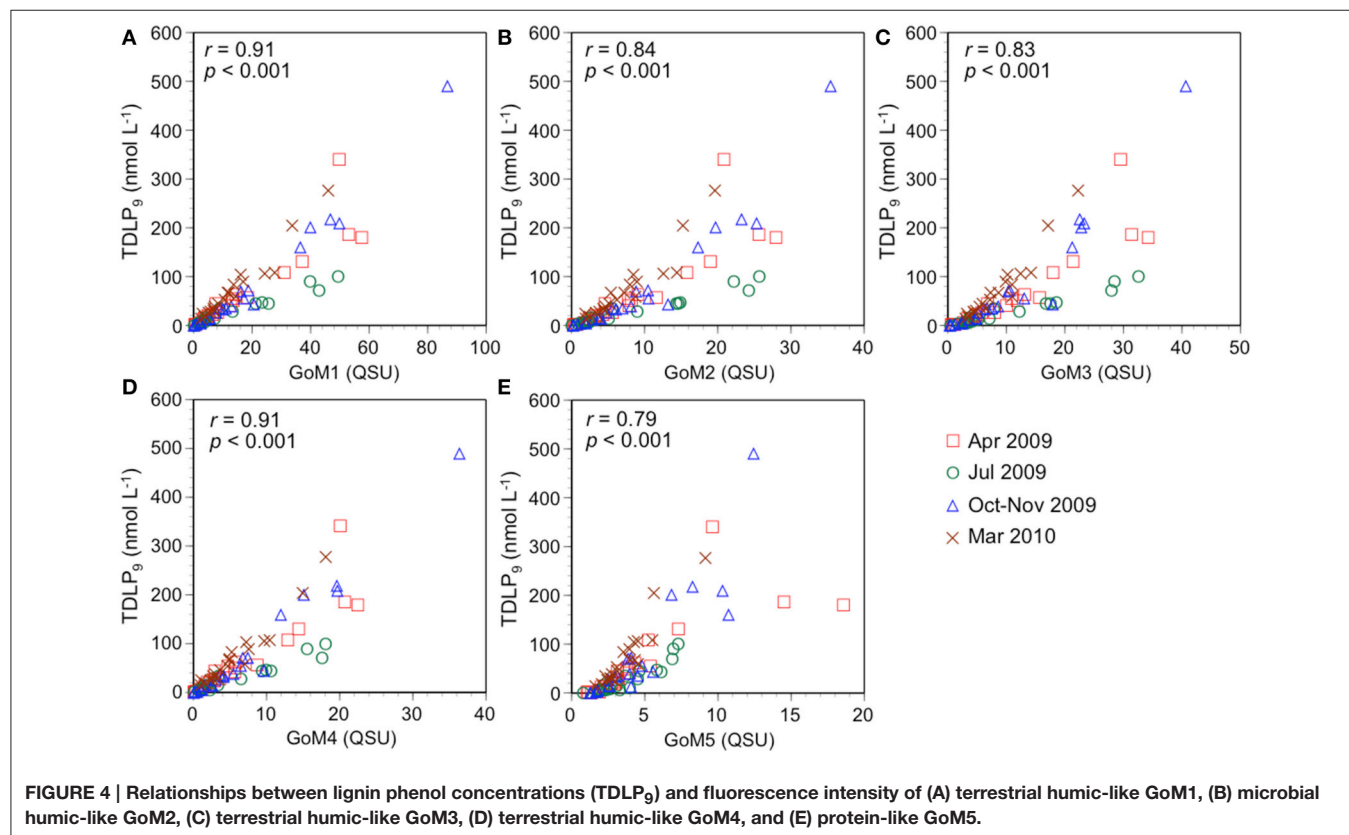 A
r = 0.91
p < 0.001
600
500
400
300
200
100
0
TDLP₉ (nmol L⁻¹)
0 20 40 60 80 100
GoM1 (QSU)
B
r = 0.84
p < 0.001
600
500
400
300
200
100
0
TDLP₉ (nmol L⁻¹)
0 10 20 30 40
GoM2 (QSU)
C
r = 0.83
p < 0.001
600
500
400
300
200
100
0
TDLP₉ (nmol L⁻¹)
0 10 20 30 40 50
GoM3 (QSU)
D
r = 0.91
p < 0.001
600
500
400
300
200
100
0
TDLP₉ (nmol L⁻¹)
0 10 20 30 40
GoM4 (QSU)
E
r = 0.79
p < 0.001
600
500
400
300
200
100
0
TDLP₉ (nmol L⁻¹)
0 5 10 15 20
GoM5 (QSU)
Apr 2009
Jul 2009
Oct-Nov 2009
Mar 2010
FIGURE 4 | Relationships between lignin phenol concentrations (TDLP₉) and fluorescence intensity of (A) terrestrial humic-like GoM1, (B) microbial
humic-like GoM2, (C) terrestrial humic-like GoM3, (D) terrestrial humic-like GoM4, and (E) protein-like GoM5.